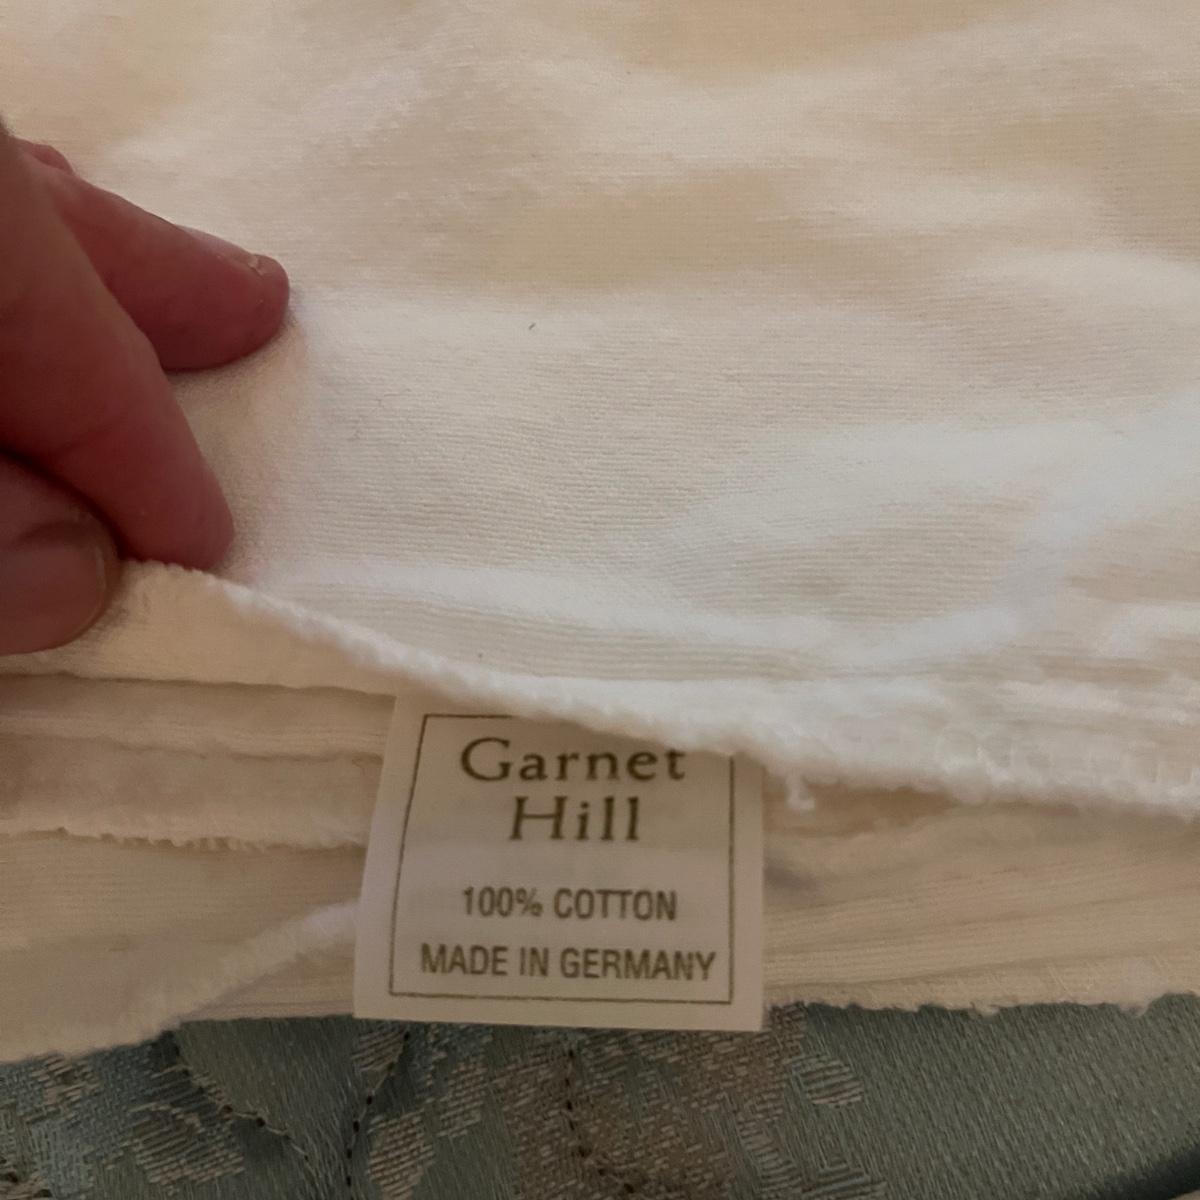 Garnet
Hill
100% COTTON
MADE IN GERMANY